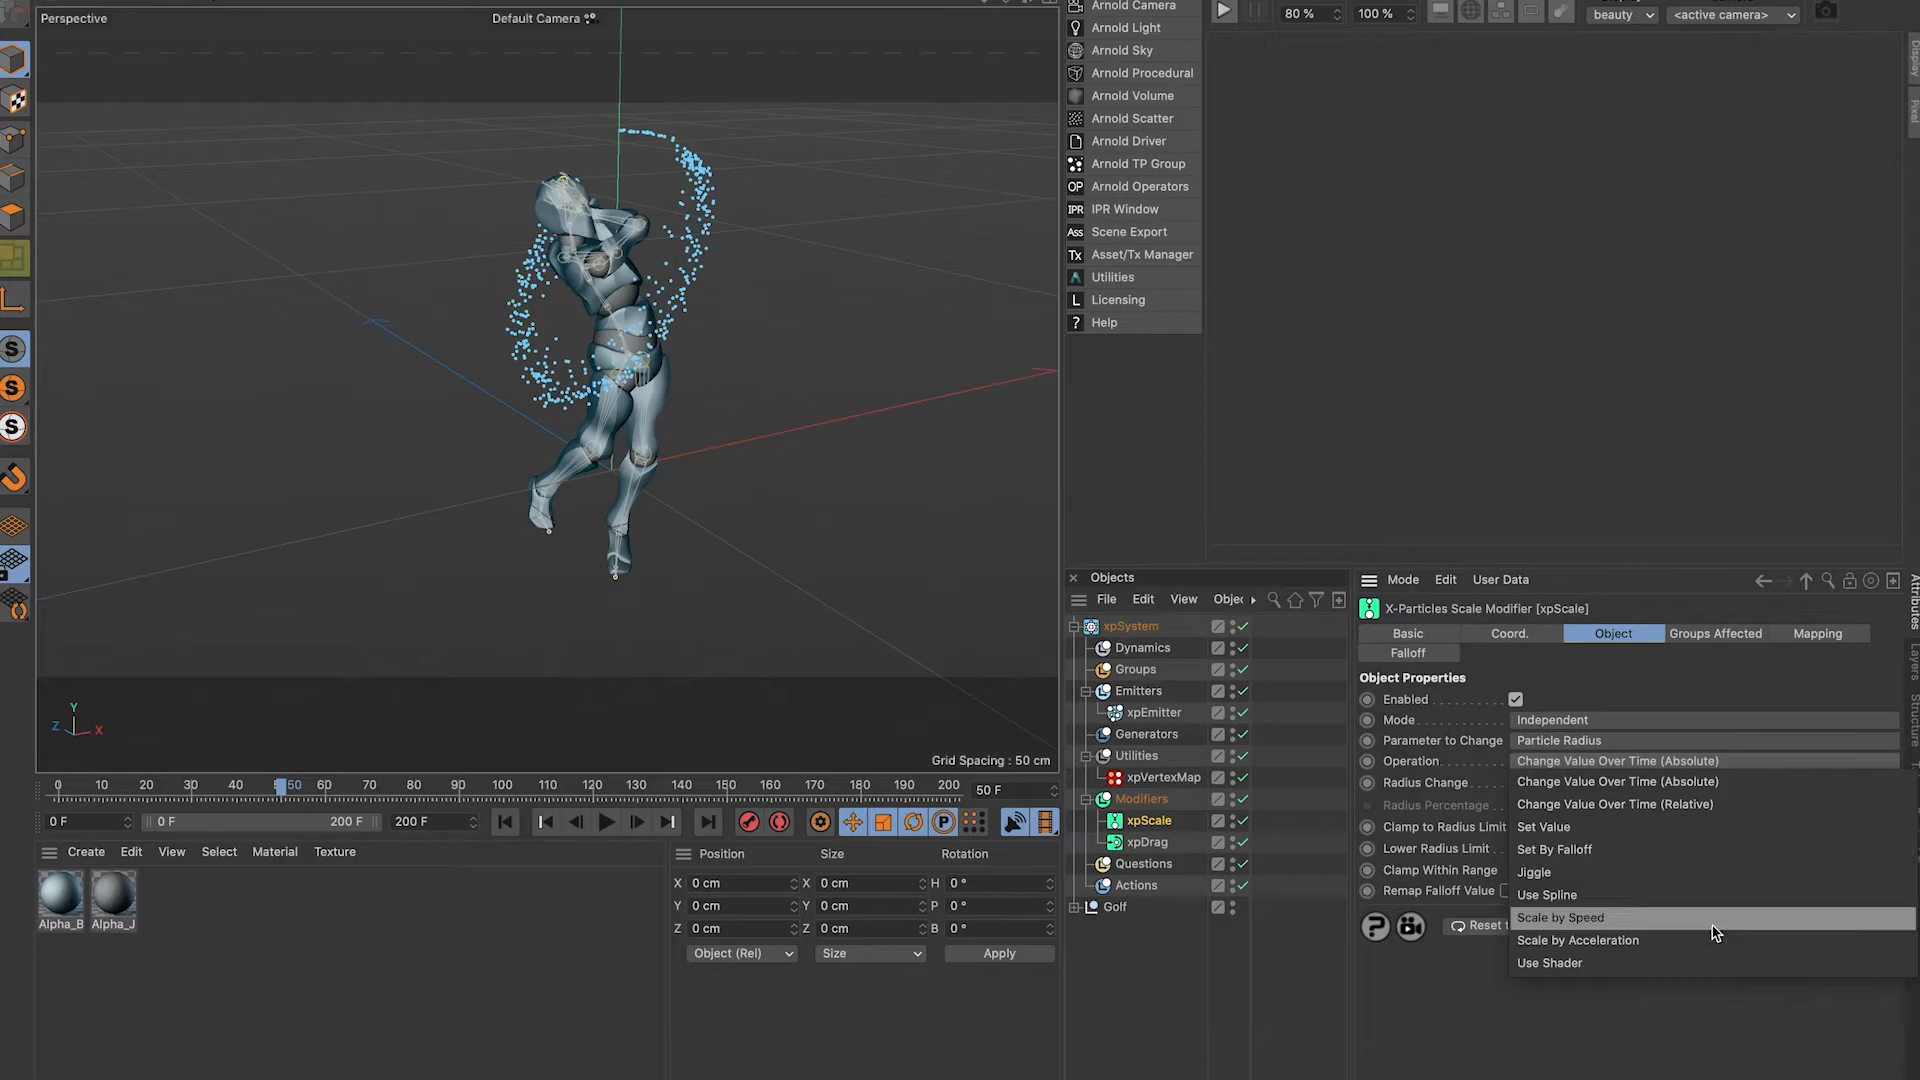 Perspective
Default Camera
Grid Spacing : 50 cm
Y
Z
X
Arnold Camera
Arnold Light
Arnold Sky
Arnold Procedural
Arnold Volume
Arnold Scatter
Arnold Driver
Arnold TP Group
OP Arnold Operators
IPR IPR Window
Ass Scene Export
Tx Asset/Tx Manager
Utilities
L Licensing
? Help
80 %
100 %
beauty
<active camera>
Display
Pixel
0 10 20 30 40 50 60 70 80 90 100 110 120 130 140 150 160 170 180 190 200
50 F
0 F
0 F
200 F
200 F
P
S
S
S
Create Edit View Select Material Texture
Alpha_B
Alpha_J
Position Size Rotation
X 0 cm X 0 cm H 0 °
Y 0 cm Y 0 cm P 0 °
Z 0 cm Z 0 cm B 0 °
Object (Rel) Size Apply
Objects
File Edit View Objec
xpSystem
Dynamics
Groups
Emitters
xpEmitter
Generators
Utilities
xpVertexMap
Modifiers
xpScale
xpDrag
Questions
Actions
Golf
Mode Edit User Data
X-Particles Scale Modifier [xpScale]
Basic Coord. Object Groups Affected Mapping
Falloff
Object Properties
Enabled
Mode Independent
Parameter to Change Particle Radius
Operation Change Value Over Time (Absolute)
Radius Change
Radius Percentage
Clamp to Radius Limit
Lower Radius Limit
Clamp Within Range
Remap Falloff Value
Reset t
Change Value Over Time (Absolute)
Change Value Over Time (Relative)
Set Value
Set By Falloff
Jiggle
Use Spline
Scale by Speed
Scale by Acceleration
Use Shader
Attributes
Layers
Structure